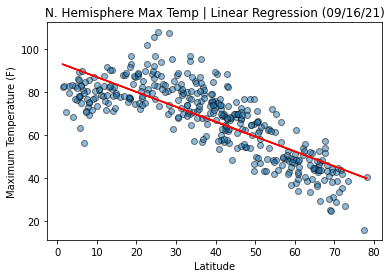 N. Hemisphere Max Temp | Linear Regression (09/16/21)
Maximum Temperature (F)
100
80
60
40
20
0 10 20 30 40 50 60 70 80
Latitude